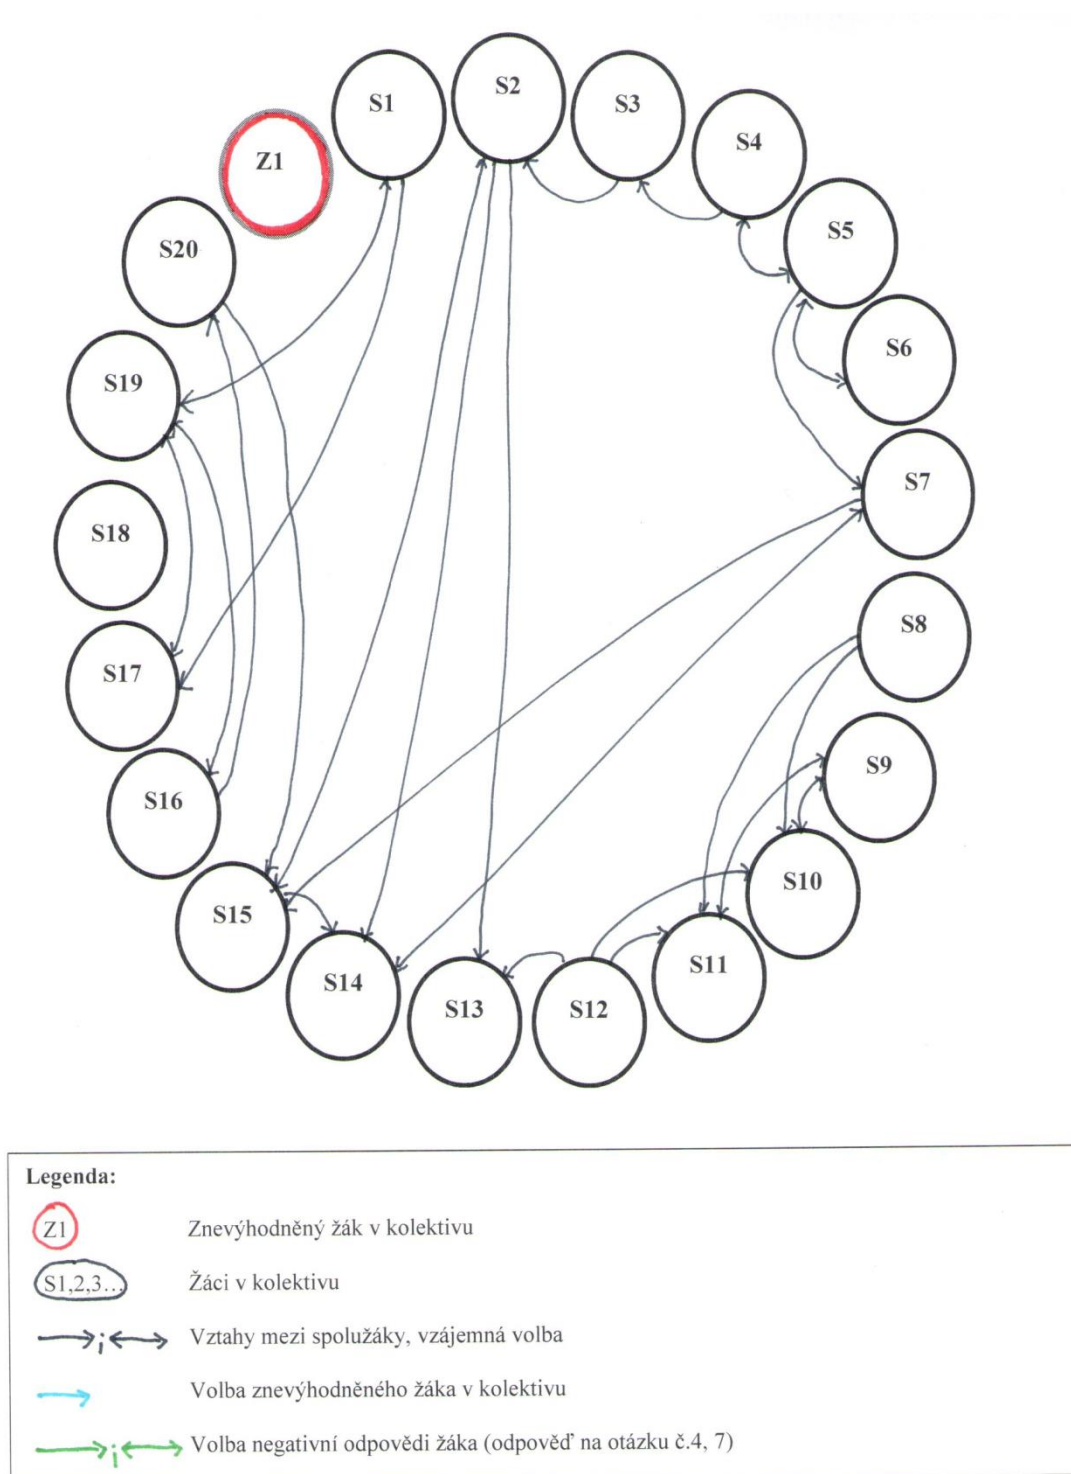 S1
S2
S3
S4
S5
S6
S7
S8
S9
S10
S11
S12
S13
S14
S15
S16
S17
S18
S19
S20
Z1
Legenda:
Z1 Znevýhodněný žák v kolektivu
S1,2,3... Žáci v kolektivu
; Vztahy mezi spolužáky, vzájemná volba
Volba znevýhodněného žáka v kolektivu
; Volba negativní odpovědi žáka (odpověď na otázku č.4, 7)